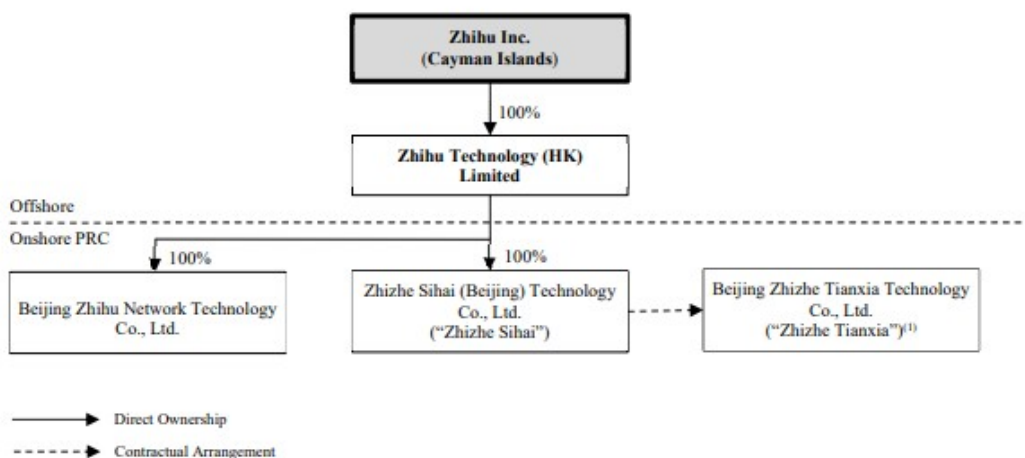 Zhihu Inc.
(Cayman Islands)
100%
Zhihu Technology (HK)
Limited
Offshore
Onshore PRC
100%
100%
Beijing Zhihu Network Technology
Co., Ltd.
Zhizhe Sihai (Beijing) Technology
Co., Ltd.
(“Zhizhe Sihai”)
Beijing Zhizhe Tianxia Technology
Co., Ltd.
(“Zhizhe Tianxia”)(1)
Direct Ownership
Contractual Arrangement